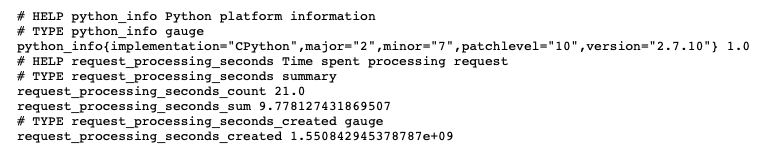 # HELP python_info Python platform information
# TYPE python_info gauge
python_info{implementation="CPython",major="2",minor="7",patchlevel="10",version="2.7.10"} 1.0
# HELP request_processing_seconds Time spent processing request
# TYPE request_processing_seconds summary
request_processing_seconds_count 21.0
request_processing_seconds_sum 9.778127431869507
# TYPE request_processing_seconds_created gauge
request_processing_seconds_created 1.550842945378787e+09